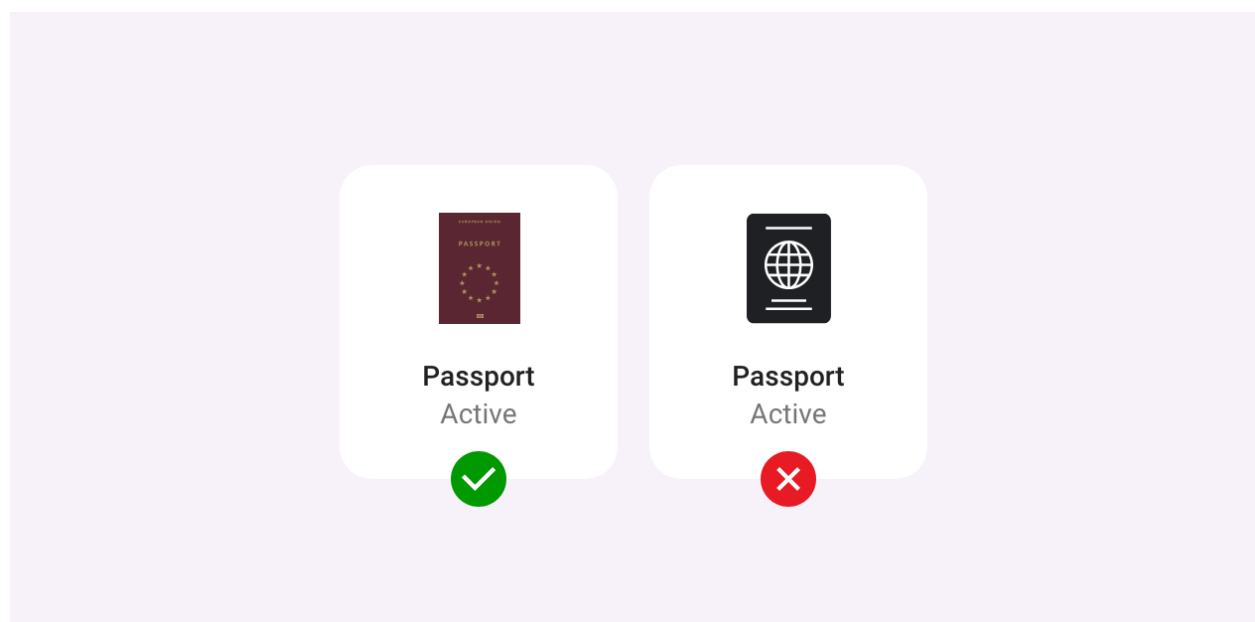 EUROPEAN UNION
PASSPORT
Passport
Active
Passport
Active